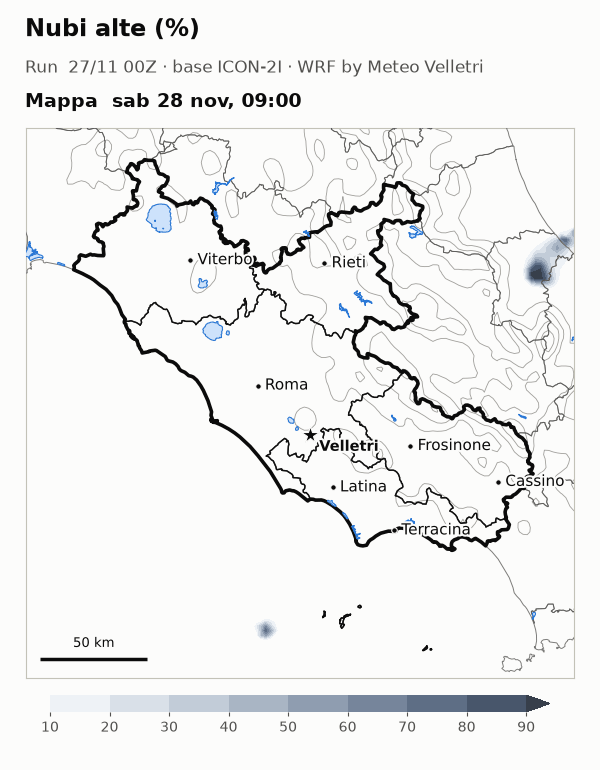 Nubi alte (%)
Run  27/11 00Z · base ICON-2I · WRF by Meteo Velletri
Mappa  sab 28 nov, 09:00
Viterbo
Rieti
Roma
Velletri
Frosinone
Latina
Cassino
Terracina
50 km
10 20 30 40 50 60 70 80 90